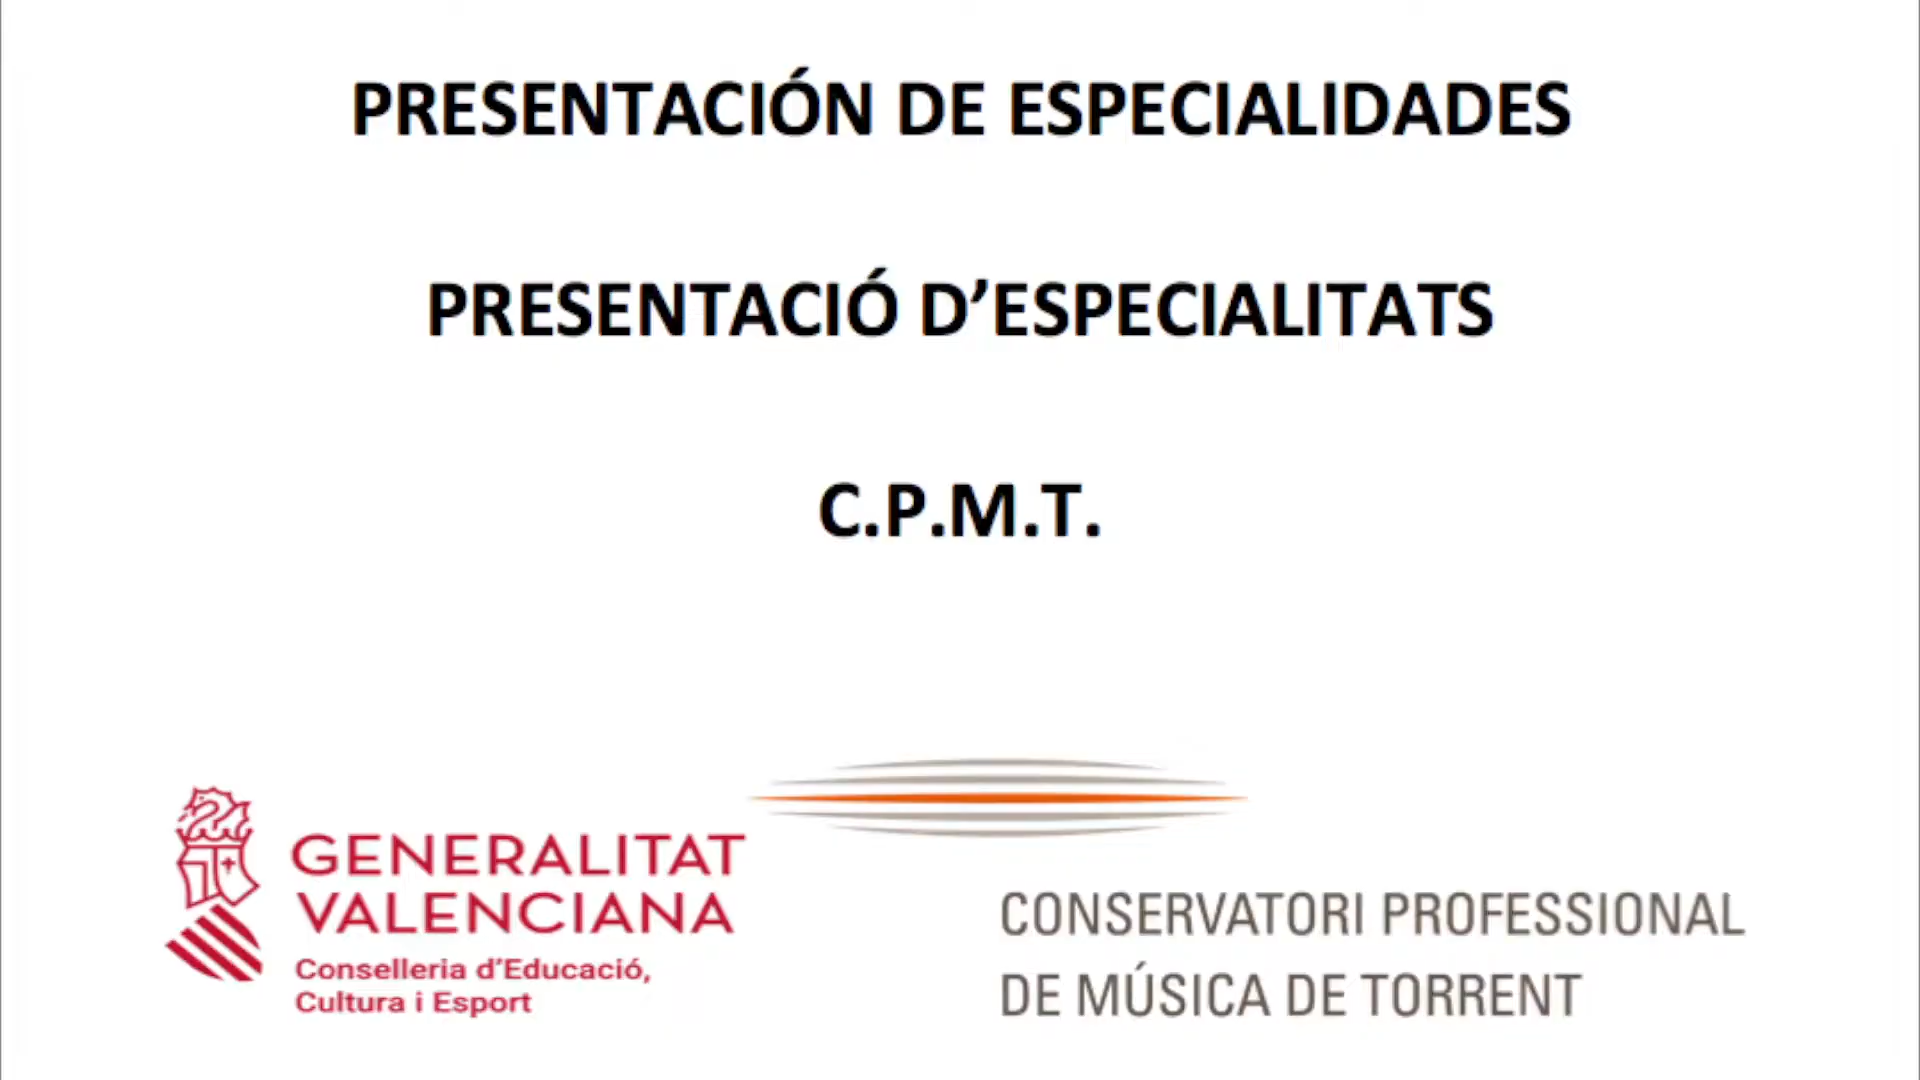 PRESENTACIÓN DE ESPECIALIDADES
PRESENTACIÓ D’ESPECIALITATS
C.P.M.T.
GENERALITAT
VALENCIANA
Conselleria d’Educació,
Cultura i Esport
CONSERVATORI PROFESSIONAL
DE MÚSICA DE TORRENT